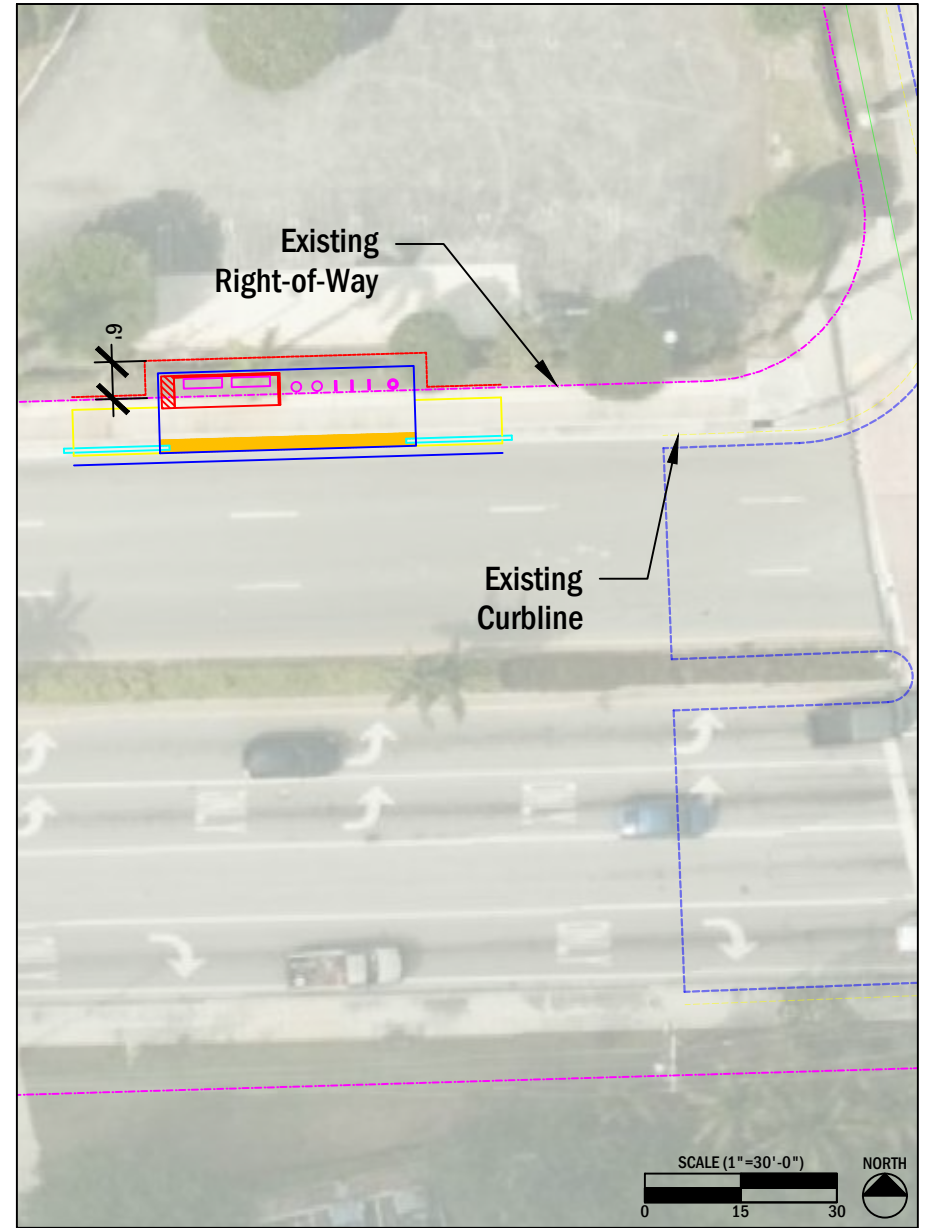 Existing
Right-of-Way
6'
Existing
Curbline
SCALE (1"=30'-0")
NORTH
0 15 30